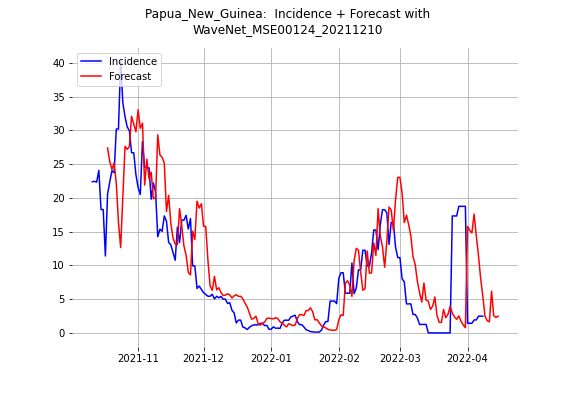 Papua_New_Guinea:  Incidence + Forecast with
WaveNet_MSE00124_20211210
Incidence
Forecast
40
35
30
25
20
15
10
5
0
2021-11 2021-12 2022-01 2022-02 2022-03 2022-04